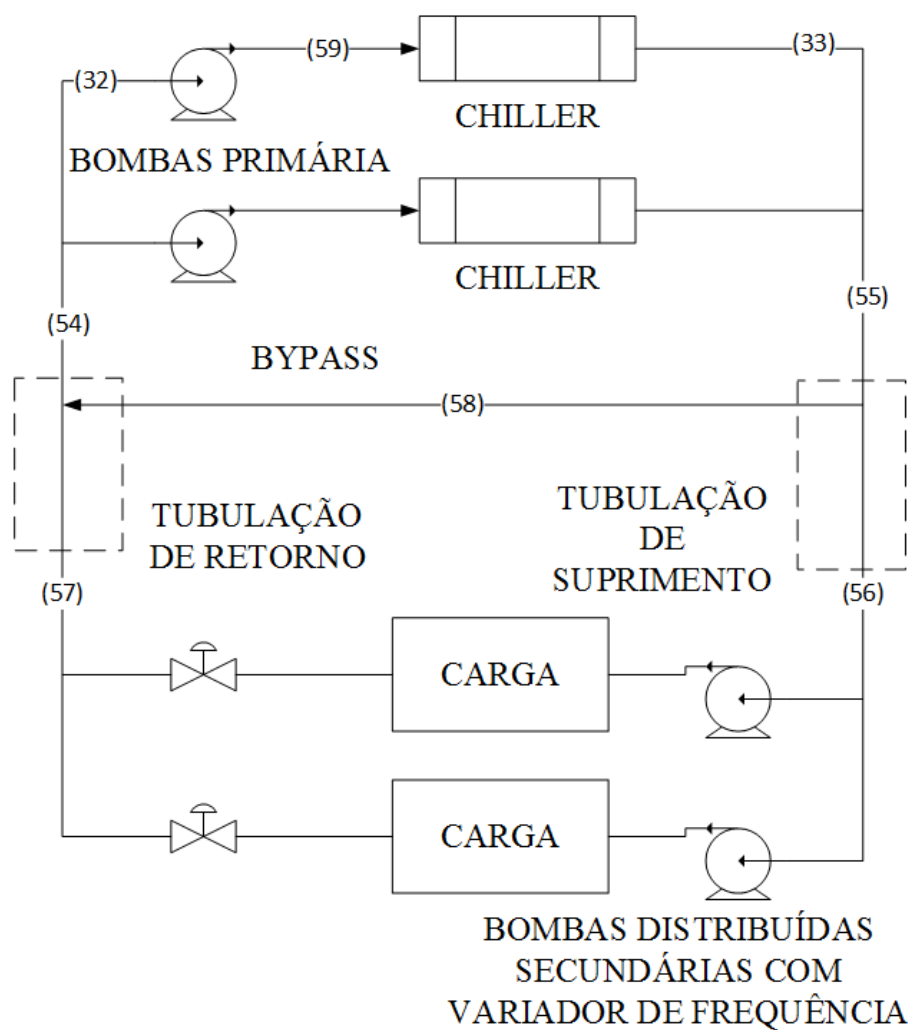 (59)
(33)
(32)
CHILLER
BOMBAS PRIMÁRIA
CHILLER
(55)
(54)
BYPASS
(58)
TUBULAÇÃO
DE RETORNO
TUBULAÇÃO
DE
SUPRIMENTO
(57)
(56)
CARGA
CARGA
BOMBAS DISTRIBUÍDAS
SECUNDÁRIAS COM
VARIADOR DE FREQUÊNCIA